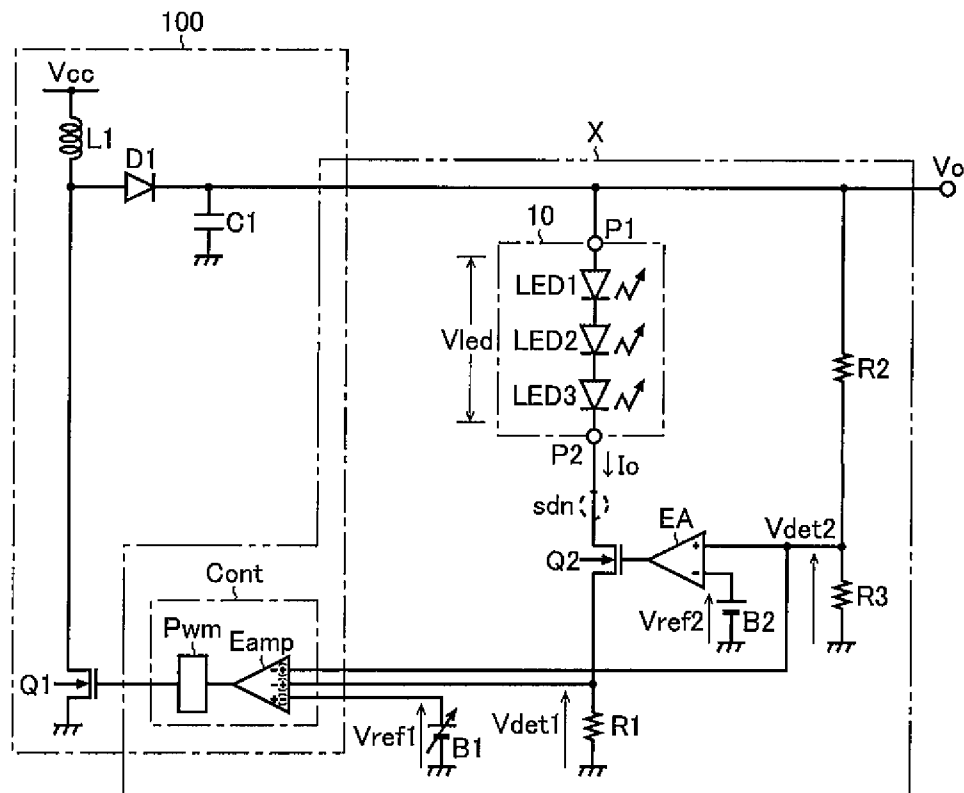 100
Vcc
L1
D1
C1
X
Vo
10
P1
LED1
LED2
LED3
Vled
P2
Io
sdn
R2
EA
+
-
Vdet2
Q2
Vref2
B2
R3
Cont
Pwm
Eamp
-
-
+
Q1
Vref1
B1
Vdet1
R1